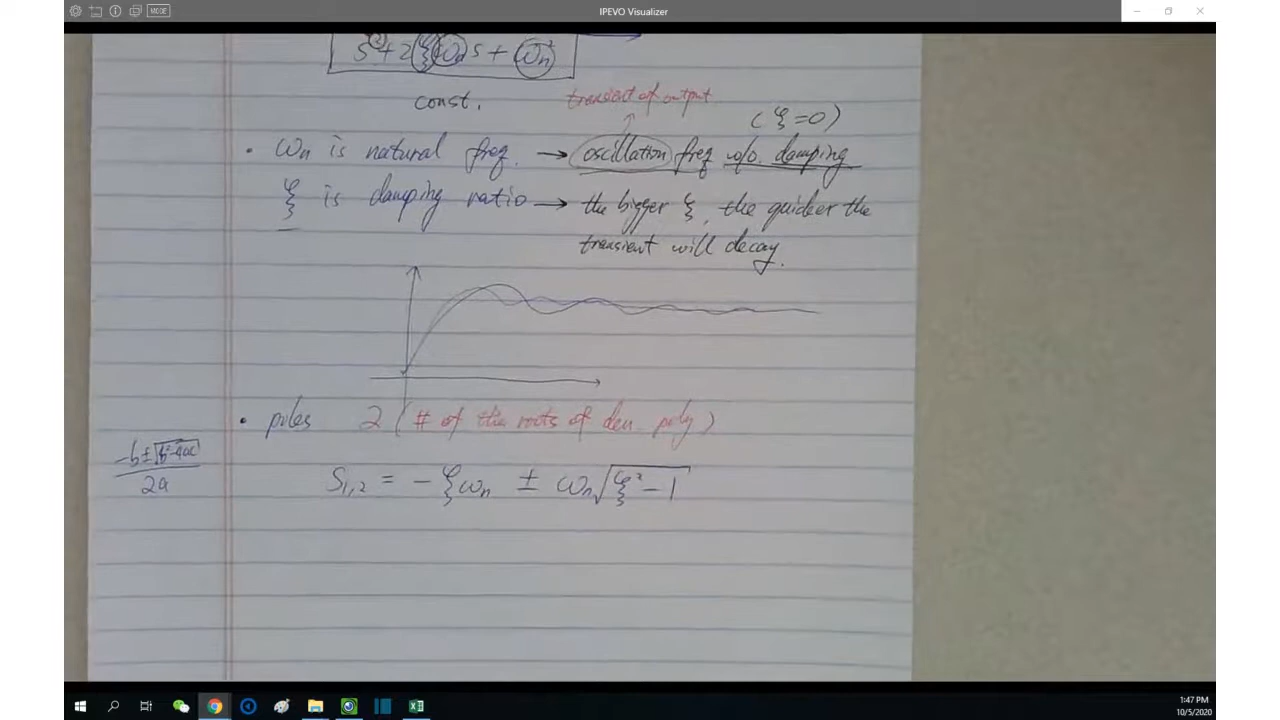 IPEVO Visualizer
MODE
s² + 2ξωₙs + ωₙ²
const.
transient of output
(ξ=0)
• ωₙ is natural freq. → oscillation freq w/o. damping
ξ is damping ratio → the bigger ξ, the quicker the
transient will decay.
• poles 2 (# of the roots of den. poly)
-b±√b²-4ac
2a
S₁,₂ = -ξωₙ ± ωₙ√ξ²-1
1:47 PM
10/5/2020